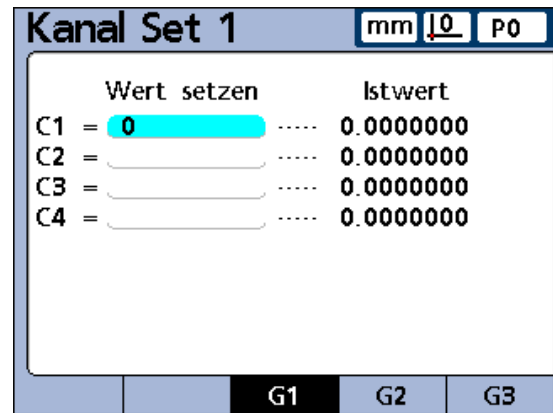 Kanal Set 1 mm 0 P0
Wert setzen Istwert
C1 = 0 ..... 0.0000000
C2 = ..... 0.0000000
C3 = ..... 0.0000000
C4 = ..... 0.0000000
G1 G2 G3